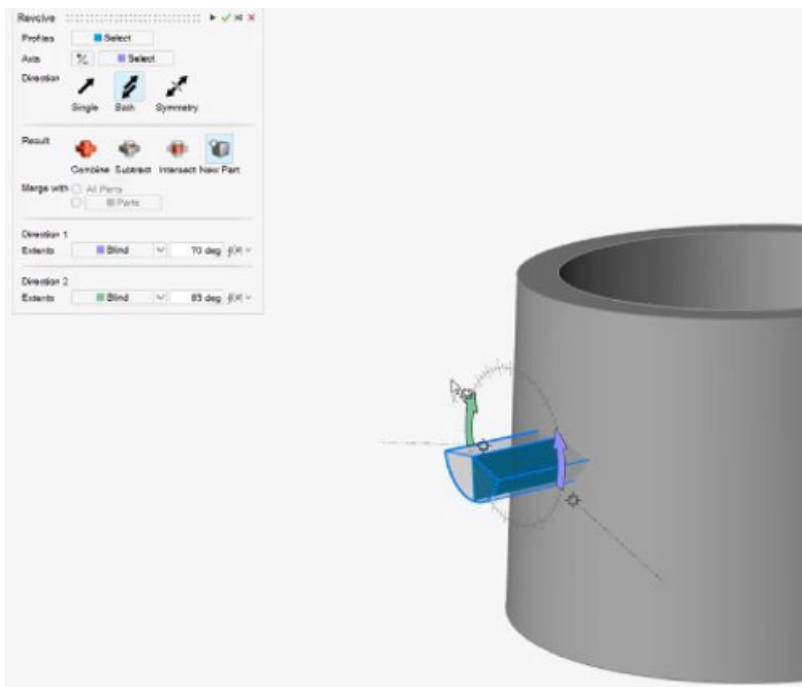 Revolve
Profiles Select
Axis Select
Direction
Single Both Symmetry
Result
Combine Subtract Intersect New Part
Merge with All Parts
Parts
Direction 1
Extents Blind 70 deg f(x)
Direction 2
Extents Blind 83 deg f(x)